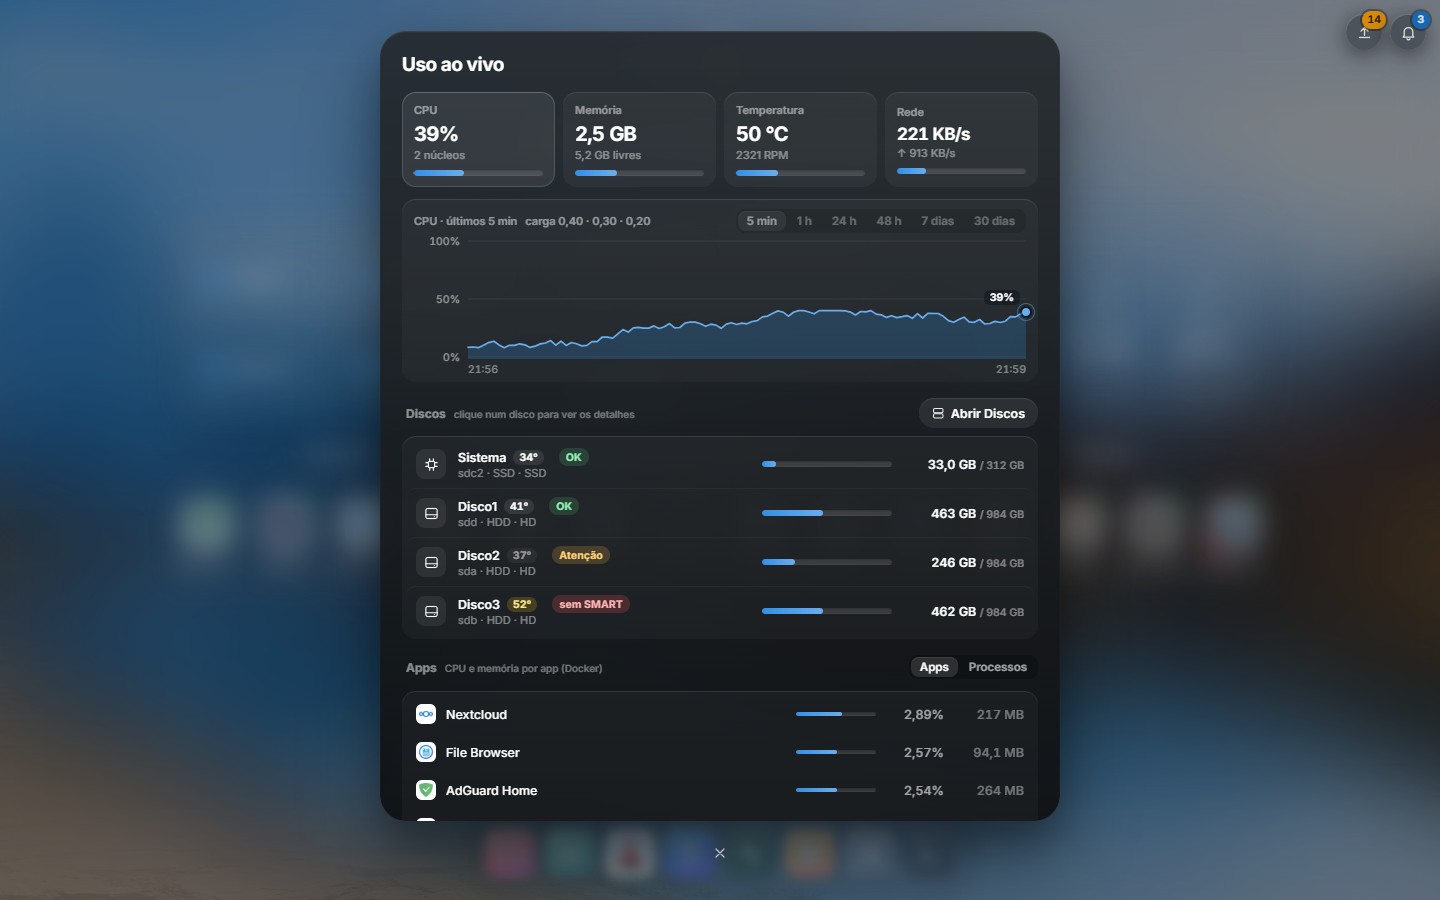 14
3
Uso ao vivo
CPU
39%
2 núcleos
Memória
2,5 GB
5,2 GB livres
Temperatura
50 °C
2321 RPM
Rede
221 KB/s
↑ 913 KB/s
CPU · últimos 5 min carga 0,40 · 0,30 · 0,20
5 min 1 h 24 h 48 h 7 dias 30 dias
100%
50%
39%
0%
21:56 21:59
Discos clique num disco para ver os detalhes
Abrir Discos
Sistema 34° OK
sdc2 · SSD · SSD
33,0 GB / 312 GB
Disco1 41° OK
sdd · HDD · HD
463 GB / 984 GB
Disco2 37° Atenção
sda · HDD · HD
246 GB / 984 GB
Disco3 52° sem SMART
sdb · HDD · HD
462 GB / 984 GB
Apps CPU e memória por app (Docker)
Apps Processos
Nextcloud 2,89% 217 MB
File Browser 2,57% 94,1 MB
AdGuard Home 2,54% 264 MB